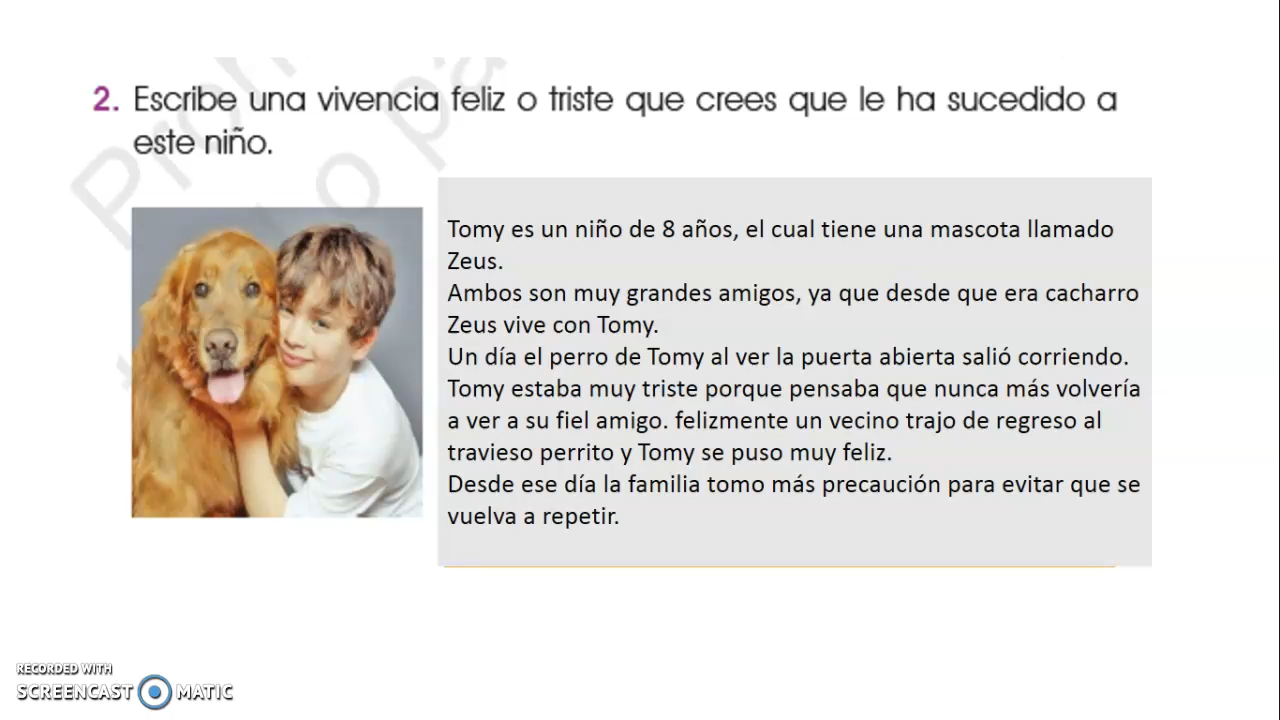 2. Escribe una vivencia feliz o triste que crees que le ha sucedido a
este niño.
Tomy es un niño de 8 años, el cual tiene una mascota llamado
Zeus.
Ambos son muy grandes amigos, ya que desde que era cacharro
Zeus vive con Tomy.
Un día el perro de Tomy al ver la puerta abierta salió corriendo.
Tomy estaba muy triste porque pensaba que nunca más volvería
a ver a su fiel amigo. felizmente un vecino trajo de regreso al
travieso perrito y Tomy se puso muy feliz.
Desde ese día la familia tomo más precaución para evitar que se
vuelva a repetir.
RECORDED WITH
SCREENCAST MATIC